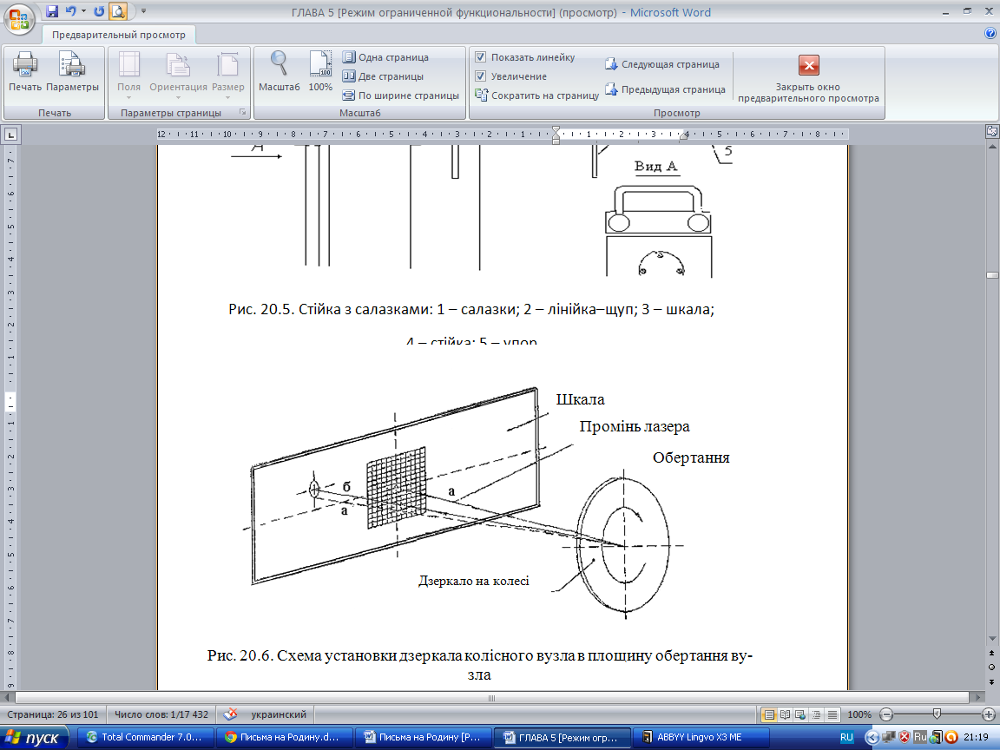 ГЛАВА 5 [Режим ограниченной функциональности] (просмотр) - Microsoft Word
Предварительный просмотр
Печать
Параметры
Поля
Ориентация
Размер
Масштаб
100%
Одна страница
Две страницы
По ширине страницы
Показать линейку
Увеличение
Сократить на страницу
Следующая страница
Предыдущая страница
Закрыть окно
предварительного просмотра
Печать
Параметры страницы
Масштаб
Просмотр
12 11 10 9 8 7 6 5 4 3 2 1 1 2 3 4 5 6 7 8
А
5
Вид А
Рис. 20.5. Стійка з салазками: 1 – салазки; 2 – лінійка–щуп; 3 – шкала;
4 – стійка; 5 – упор
Шкала
Промінь лазера
Обертання
б
а
а
Дзеркало на колесі
Рис. 20.6. Схема установки дзеркала колісного вузла в площину обертання ву-
зла
Страница: 26 из 101
Число слов: 1/17 432
украинский
100%
пуск
Total Commander 7.0...
Письма на Родину.d...
Письма на Родину [Р...
ГЛАВА 5 [Режим огр...
ABBYY Lingvo X3 ME
RU
Ru
21:19